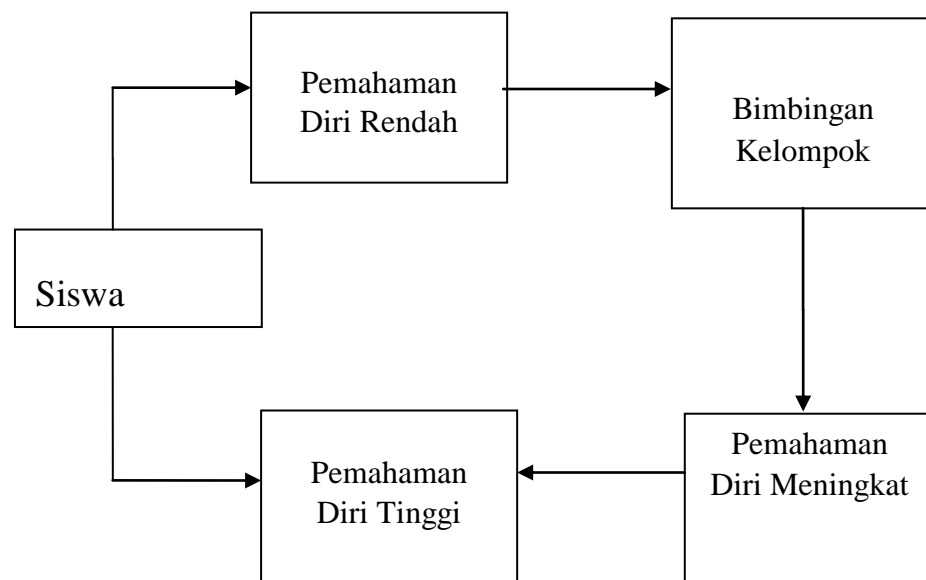 Pemahaman
Diri Rendah
Bimbingan
Kelompok
Siswa
Pemahaman
Diri Tinggi
Pemahaman
Diri Meningkat